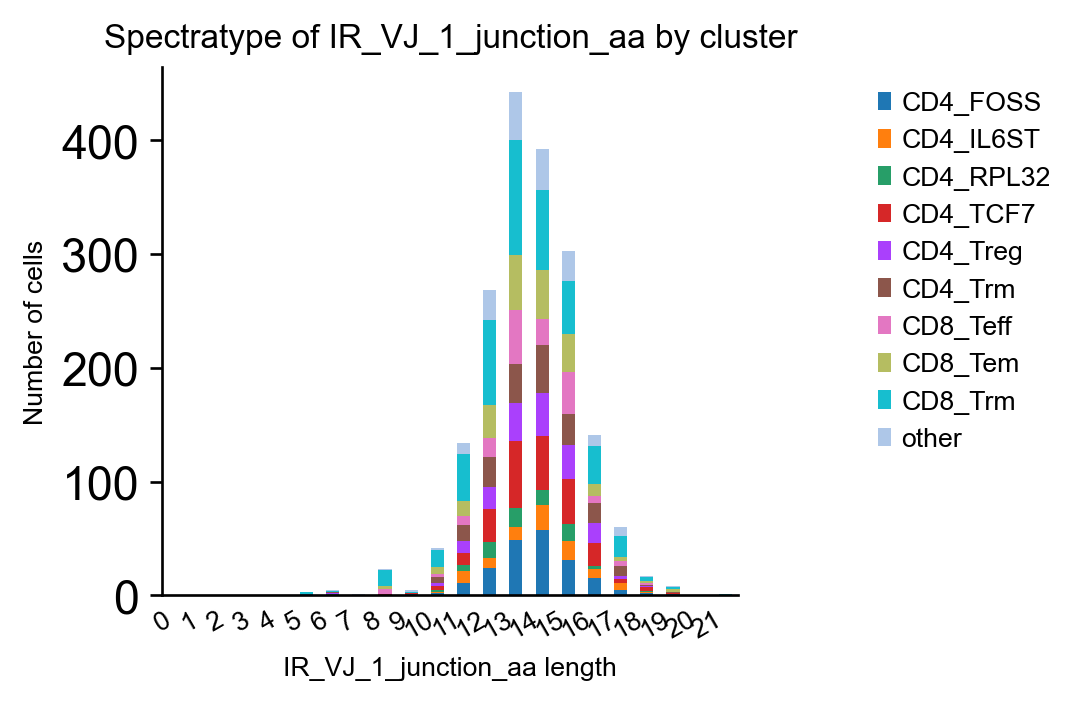 Spectratype of IR_VJ_1_junction_aa by cluster
Number of cells
400
300
200
100
0
0 1 2 3 4 5 6 7 8 9 10 11 12 13 14 15 16 17 18 19 20 21
IR_VJ_1_junction_aa length
CD4_FOSS
CD4_IL6ST
CD4_RPL32
CD4_TCF7
CD4_Treg
CD4_Trm
CD8_Teff
CD8_Tem
CD8_Trm
other